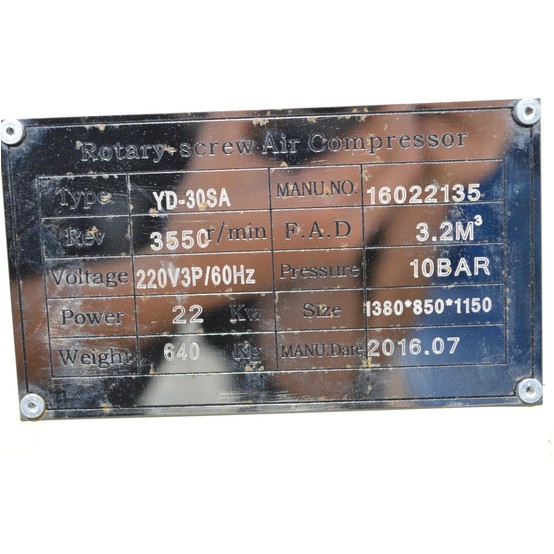 Rotary screw Air Compressor
Type YD-30SA MANU.NO. 16022135
Rev 3550 r/min F.A.D 3.2M³
Voltage 220V3P/60Hz Pressure 10BAR
Power 22 Kw Size 1380*850*1150
Weight 640 Kg MANU.Date 2016.07